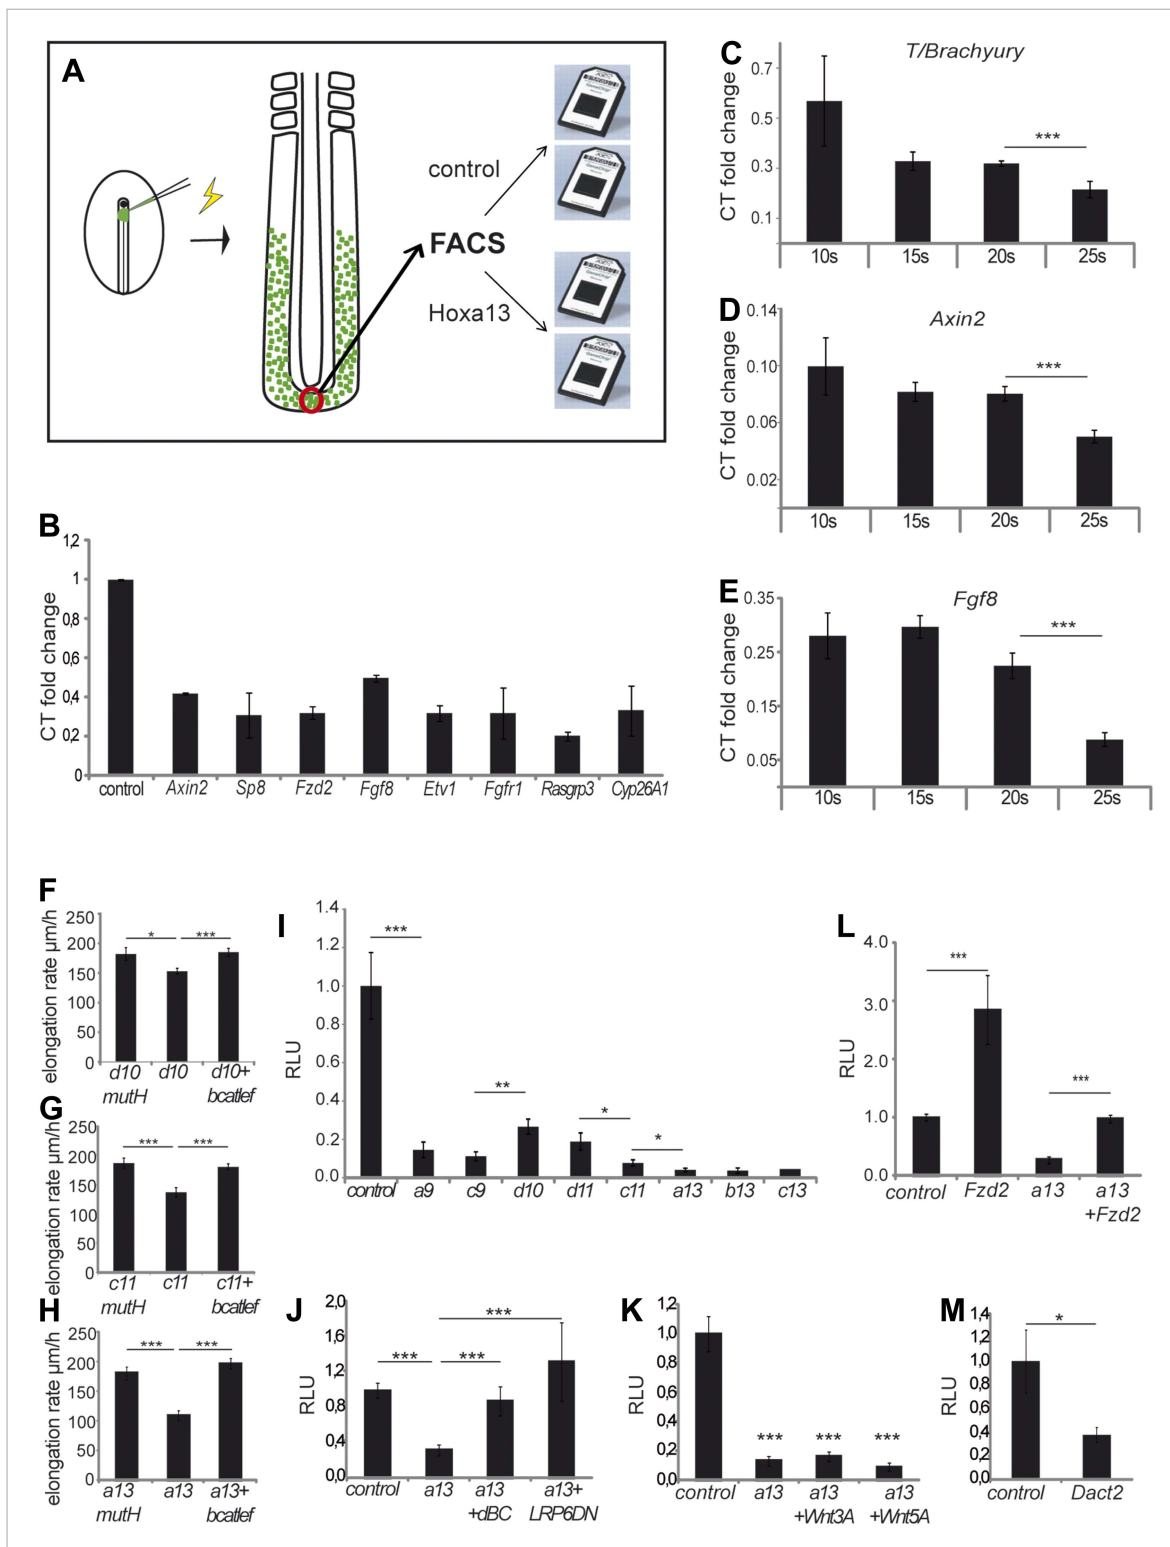 A
control
FACS
Hoxa13
B
CT fold change
1,2
1
0,8
0,6
0,4
0,2
0
control Axin2 Sp8 Fzd2 Fgf8 Etv1 Fgfr1 Rasgrp3 Cyp26A1
C
T/Brachyury
CT fold change
0.7
0.5
0.3
0.1
***
10s 15s 20s 25s
D
Axin2
CT fold change
0.14
0.10
0.06
0.02
***
10s 15s 20s 25s
E
Fgf8
CT fold change
0.35
0.25
0.15
0.05
***
10s 15s 20s 25s
F
elongation rate µm/h
250
200
150
100
50
0
* ***
d10 d10 d10+
mutH bcatlef
G
elongation rate µm/h
250
200
150
100
50
0
*** ***
c11 c11 c11+
mutH bcatlef
H
elongation rate µm/h
250
200
150
100
50
0
*** ***
a13 a13 a13+
mutH bcatlef
I
RLU
1.4
1.2
1.0
0.8
0.6
0.4
0.2
0.0
***
**
*
*
control a9 c9 d10 d11 c11 a13 b13 c13
J
RLU
2,0
1,6
1,2
0,8
0,4
0,0
***
*** ***
control a13 a13 a13+
+dBC LRP6DN
K
RLU
1,2
1,0
0,8
0,6
0,4
0,2
0,0
*** *** ***
control a13 a13 a13
+Wnt3A +Wnt5A
L
RLU
4.0
3.0
2.0
1.0
0.0
***
***
control Fzd2 a13 a13
+Fzd2
M
RLU
1,4
1,2
1,0
0,8
0,6
0,4
0,2
0,0
*
control Dact2